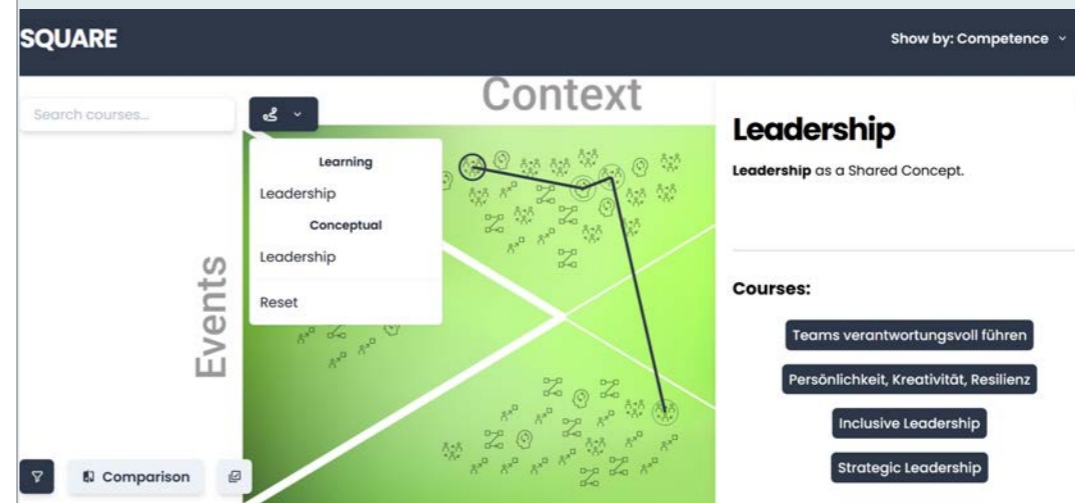 SQUARE
Show by: Competence
Search courses...
Context
Learning
Leadership
Conceptual
Leadership
Reset
Events
Comparison
Leadership
Leadership as a Shared Concept.
Courses:
Teams verantwortungsvoll führen
Persönlichkeit, Kreativität, Resilienz
Inclusive Leadership
Strategic Leadership